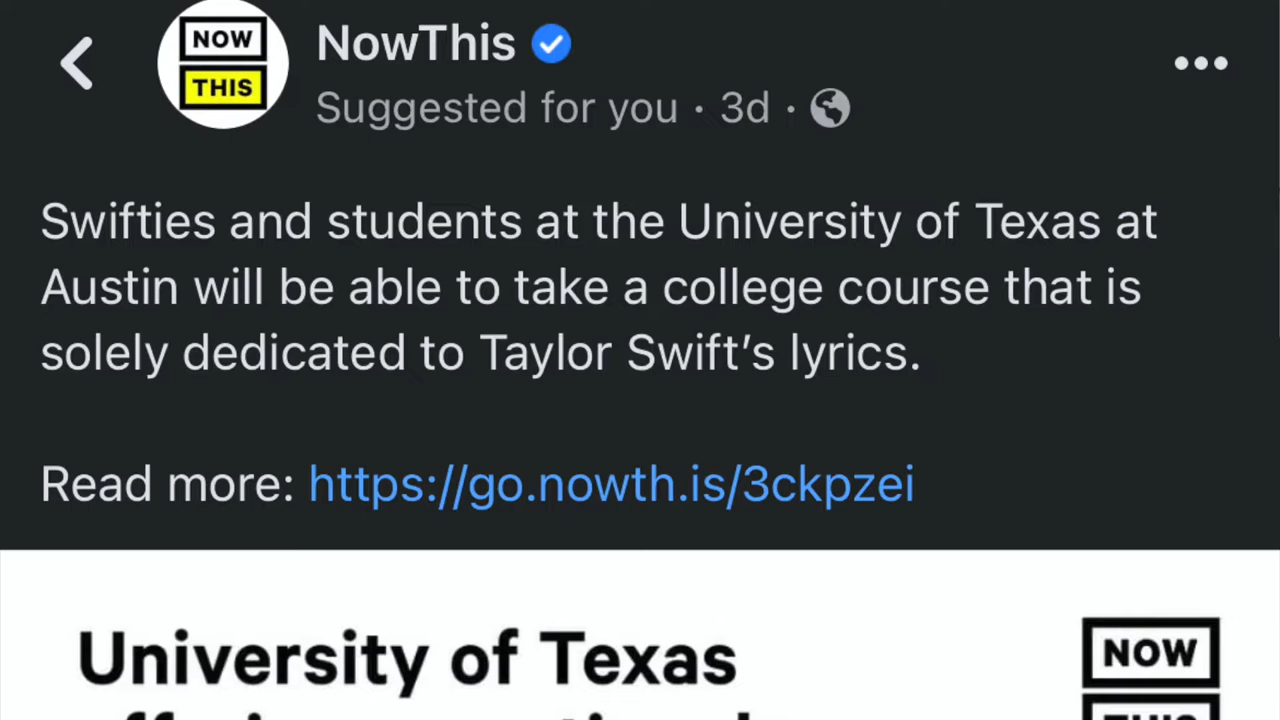 NOW
THIS
NowThis
Suggested for you · 3d ·
Swifties and students at the University of Texas at
Austin will be able to take a college course that is
solely dedicated to Taylor Swift’s lyrics.
Read more: https://go.nowth.is/3ckpzei
University of Texas
NOW
THIS